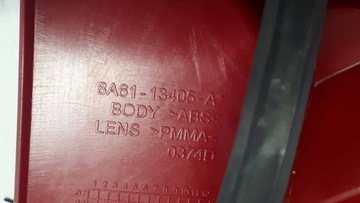 8A61-13405-A
BODY >ABS<
LENS >PMMA<
0374D
1 2 3 4 5 6 7 8 9 10 11 12